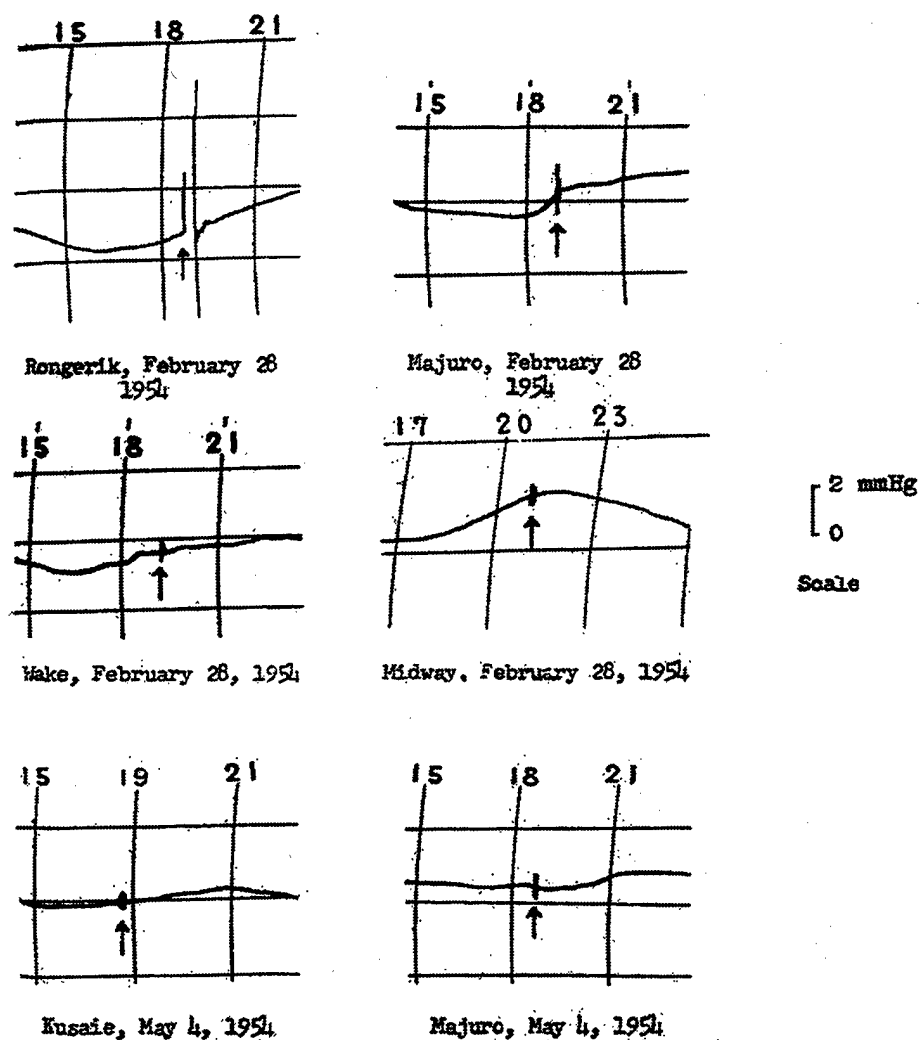 15 18 21
15 18 21
Rongerik, February 28
1954
Majuro, February 28
1954
15 18 21
17 20 23
2 mmHg
0
Scale
Wake, February 28, 1954
Midway. February 28, 1954
15 19 21
15 18 21
Kusaie, May 4, 1954
Majuro, May 4, 1954